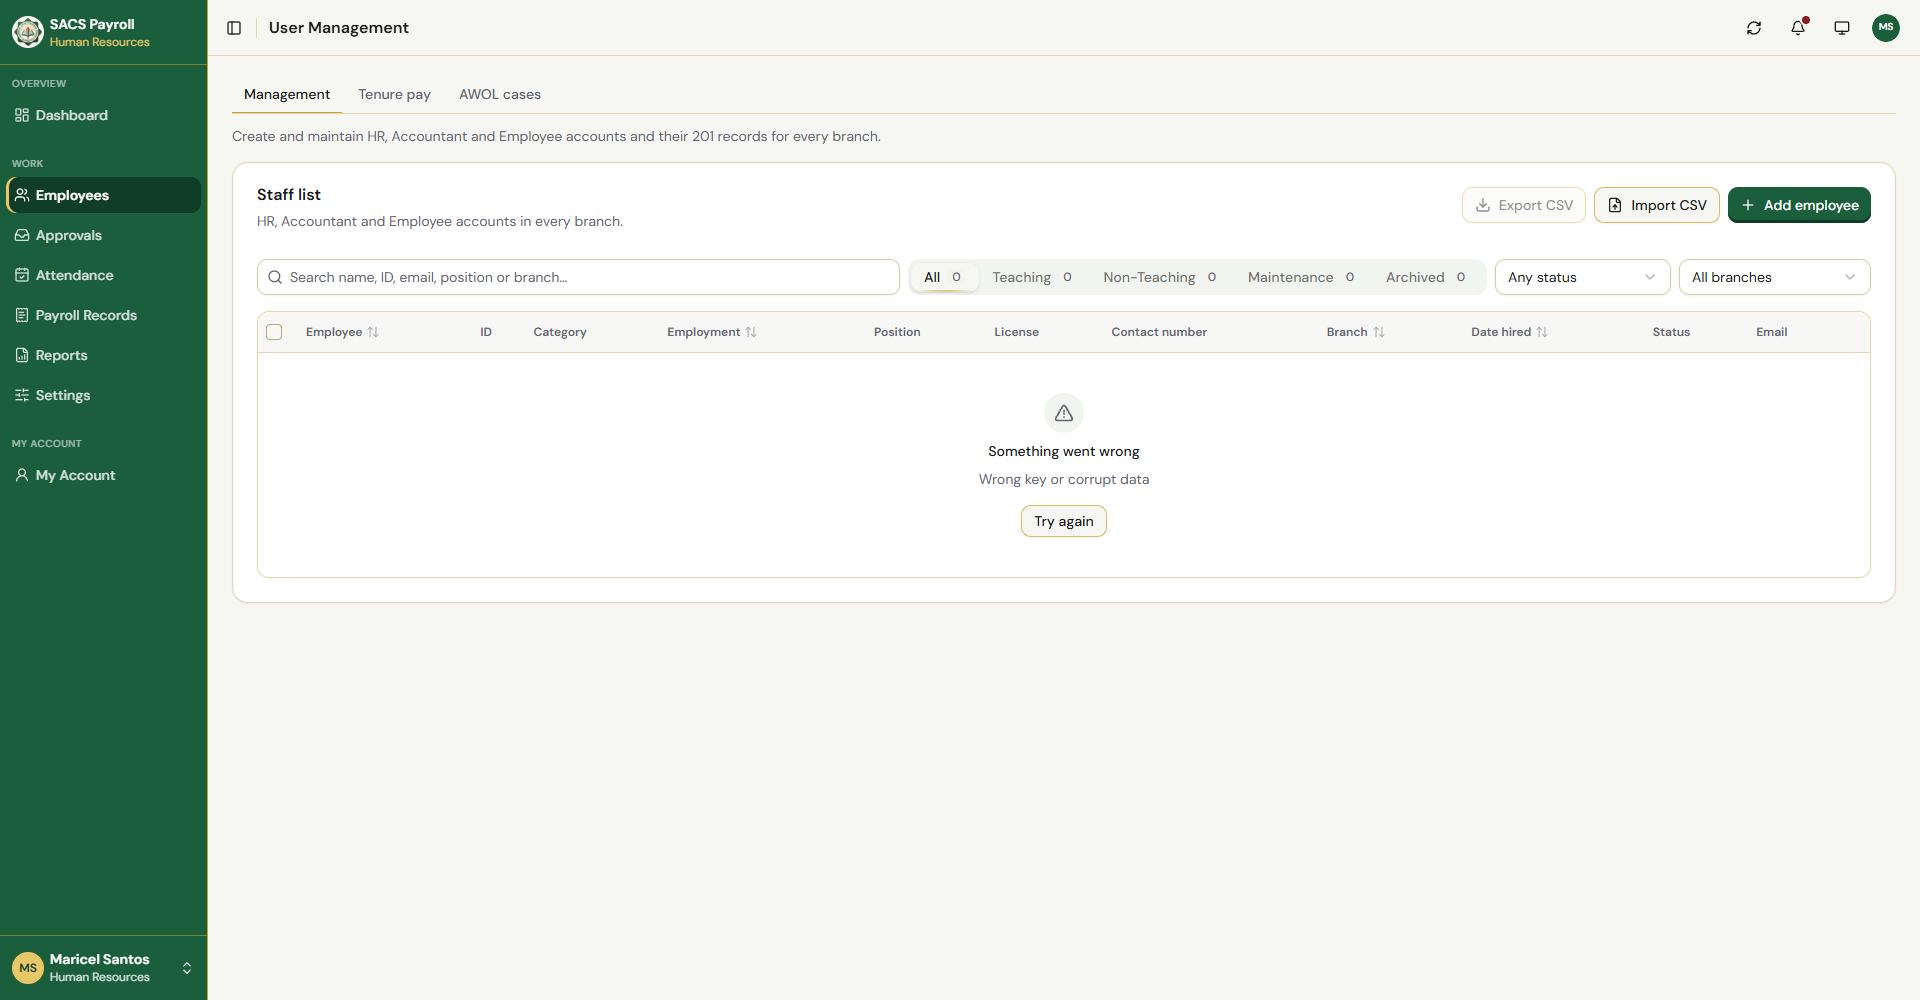 SACS Payroll
Human Resources
OVERVIEW
Dashboard
WORK
Employees
Approvals
Attendance
Payroll Records
Reports
Settings
MY ACCOUNT
My Account
MS Maricel Santos
Human Resources
User Management
MS
Management Tenure pay AWOL cases
Create and maintain HR, Accountant and Employee accounts and their 201 records for every branch.
Staff list
HR, Accountant and Employee accounts in every branch.
Export CSV Import CSV Add employee
Search name, ID, email, position or branch... All 0 Teaching 0 Non-Teaching 0 Maintenance 0 Archived 0 Any status All branches
Employee ID Category Employment Position License Contact number Branch Date hired Status Email
Something went wrong
Wrong key or corrupt data
Try again